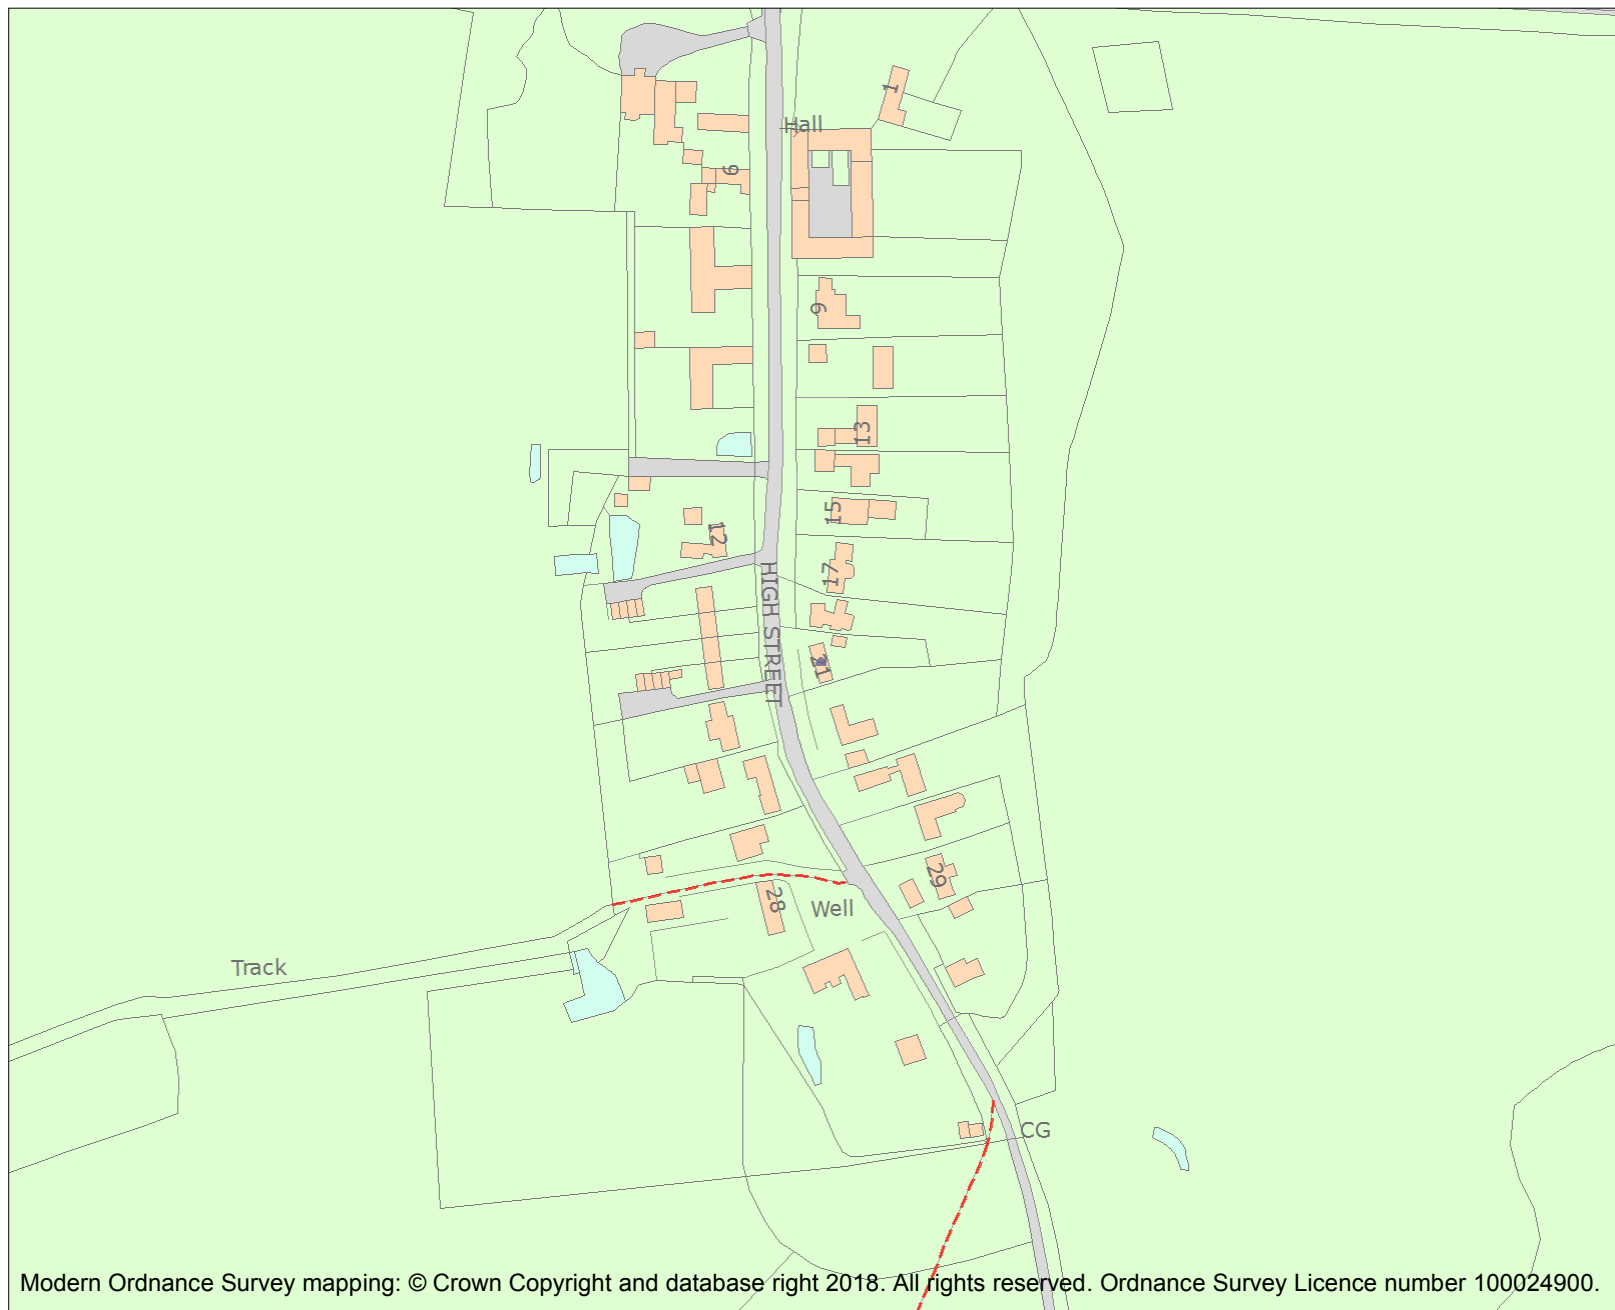 1
Hall
6
9
13
15
12
17
HIGH STREET
21
29
28
Well
Track
CG
Modern Ordnance Survey mapping: © Crown Copyright and database right 2018. All rights reserved. Ordnance Survey Licence number 100024900.